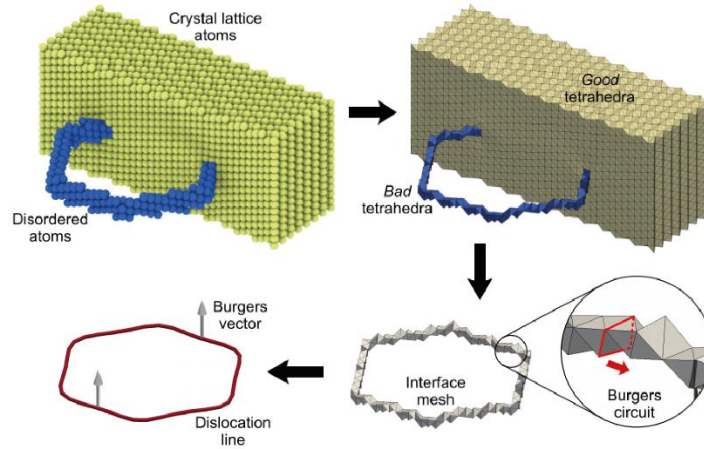 Crystal lattice
atoms
Good
tetrahedra
Disordered
atoms
Bad
tetrahedra
Burgers
vector
Dislocation
line
Interface
mesh
Burgers
circuit